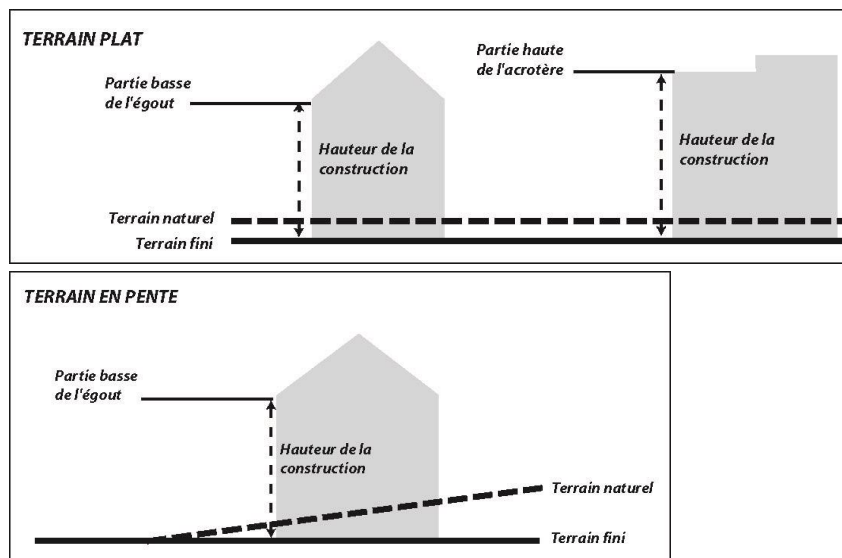 TERRAIN PLAT
Partie basse
de l'égout
Hauteur de la
construction
Partie haute
de l'acrotère
Hauteur de la
construction
Terrain naturel
Terrain fini
TERRAIN EN PENTE
Partie basse
de l'égout
Hauteur de la
construction
Terrain naturel
Terrain fini